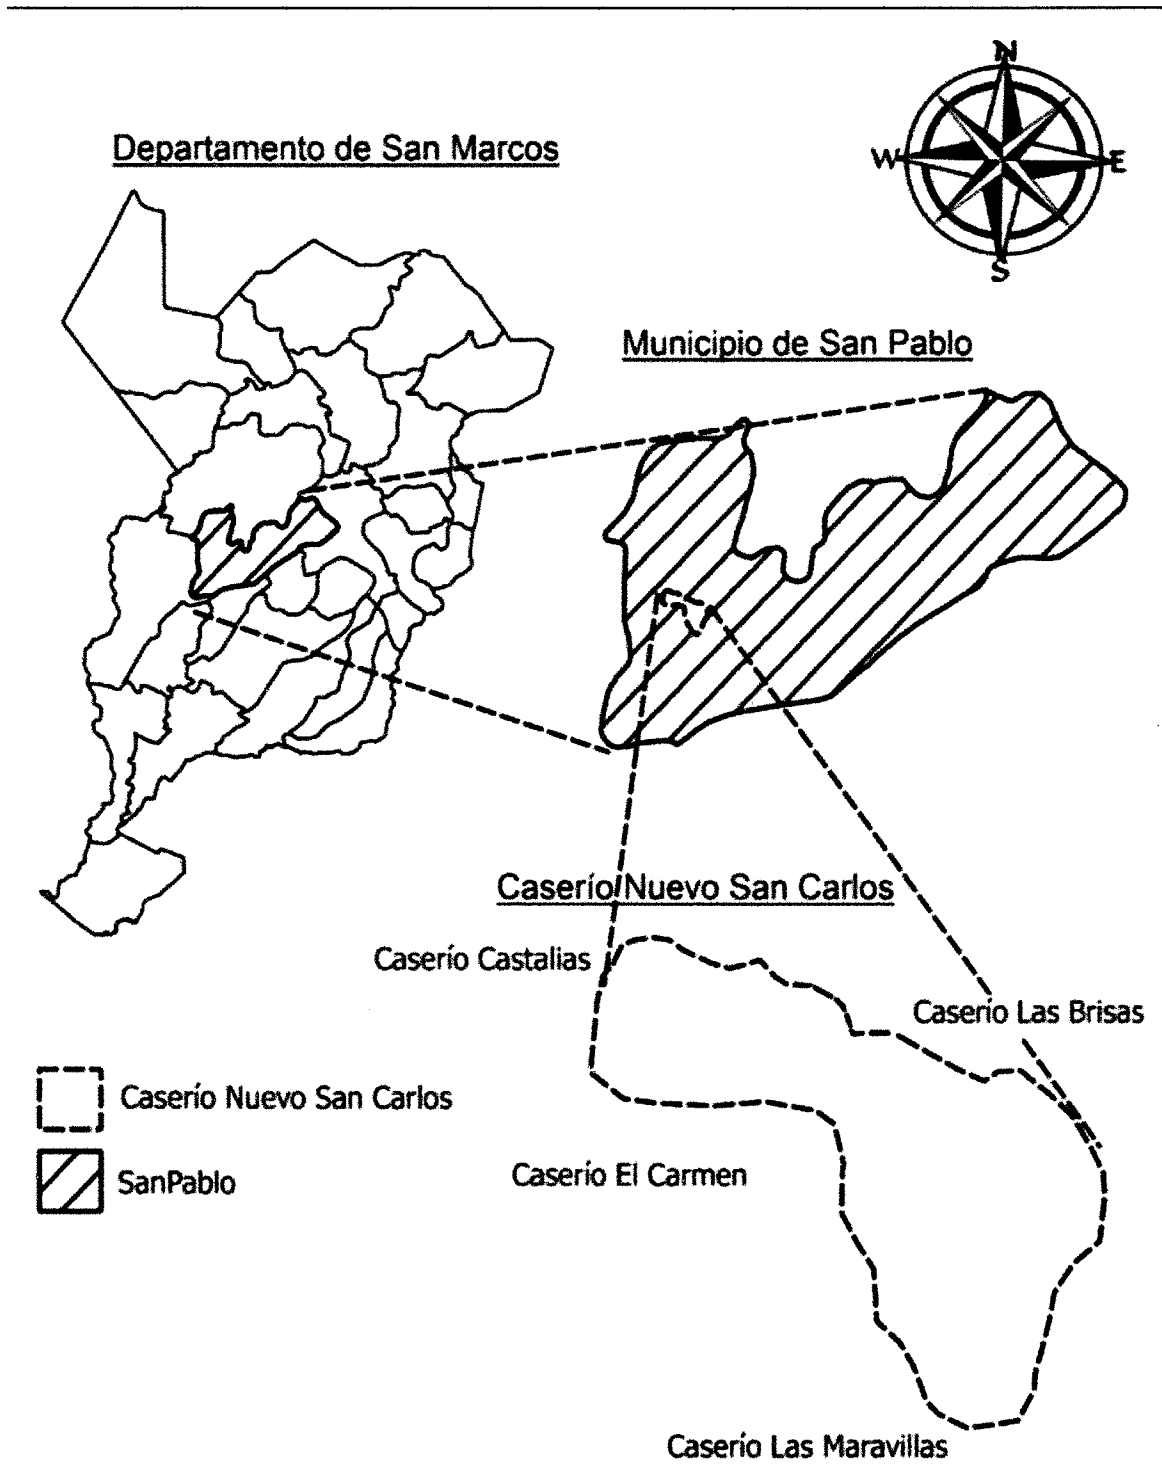 N
Departamento de San Marcos
W
E
S
Municipio de San Pablo
Caserío Nuevo San Carlos
Caserío Castalias
Caserío Las Brisas
Caserío Nuevo San Carlos
Caserío El Carmen
SanPablo
Caserío Las Maravillas